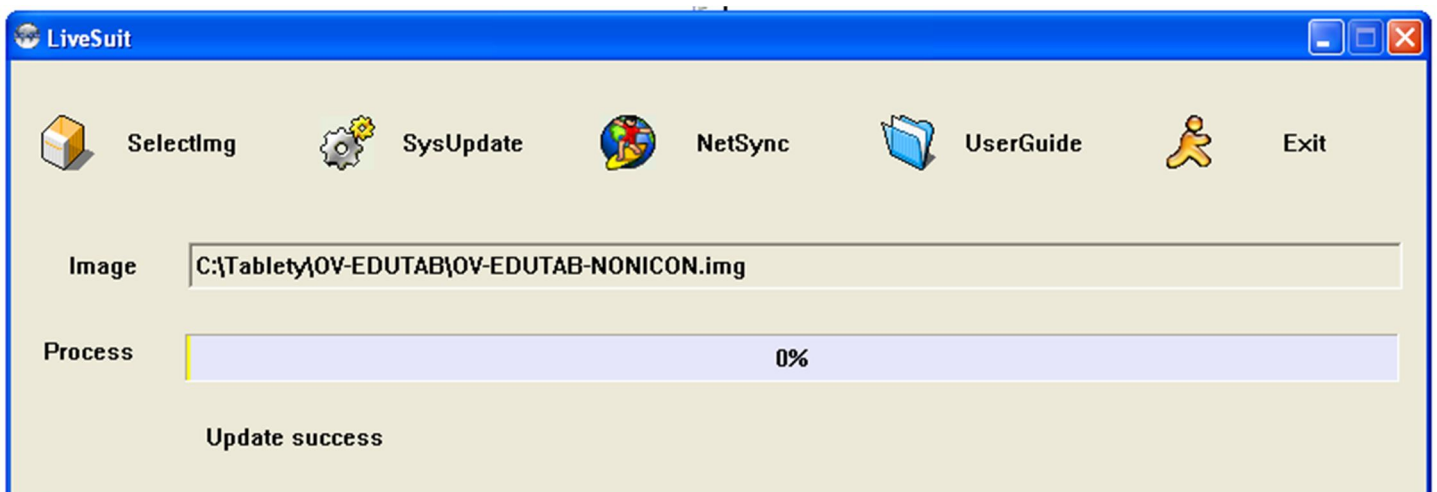 LiveSuit
SelectImg SysUpdate NetSync UserGuide Exit
Image C:\Tablety\OV-EDUTAB\OV-EDUTAB-NONICON.img
Process 0%
Update success